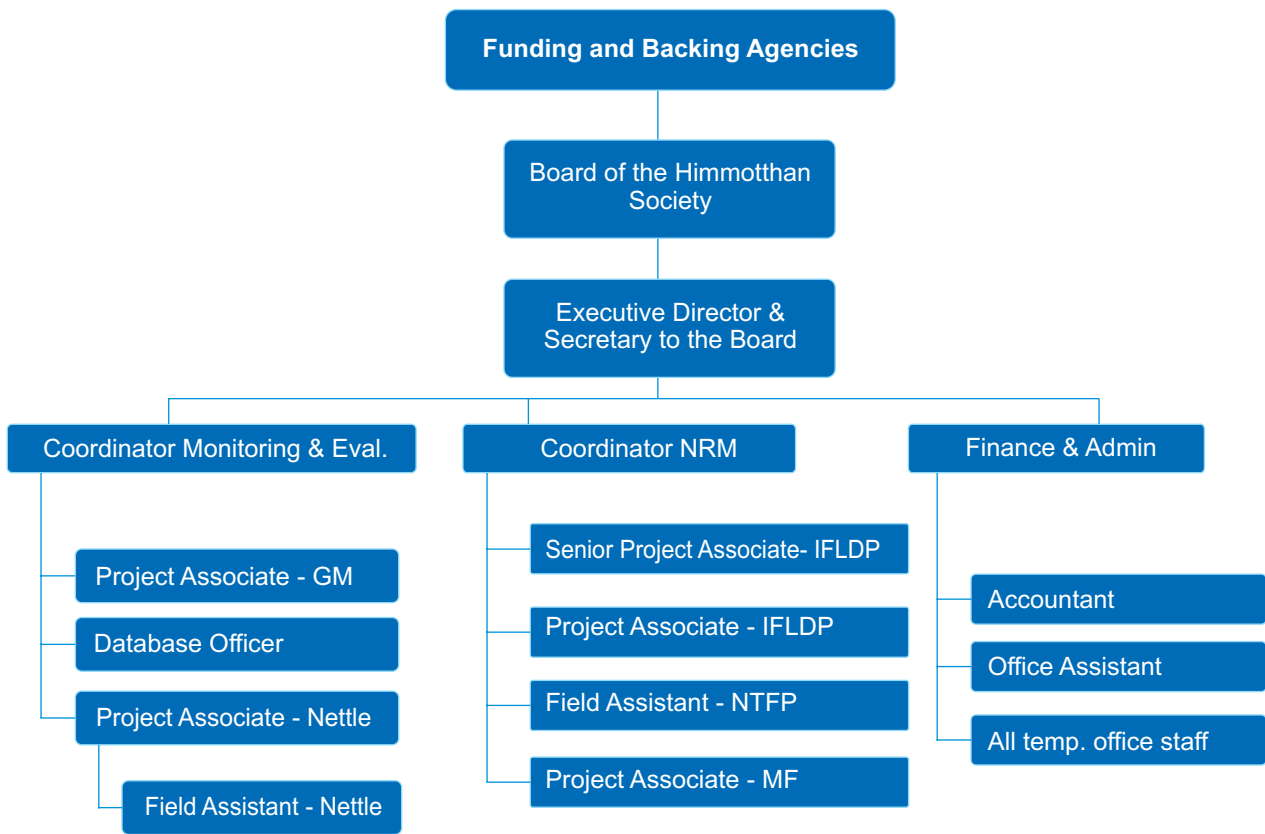 Funding and Backing Agencies
Board of the Himmotthan
Society
Executive Director &
Secretary to the Board
Coordinator Monitoring & Eval.
Project Associate - GM
Database Officer
Project Associate - Nettle
Field Assistant - Nettle
Coordinator NRM
Senior Project Associate- IFLDP
Project Associate - IFLDP
Field Assistant - NTFP
Project Associate - MF
Finance & Admin
Accountant
Office Assistant
All temp. office staff